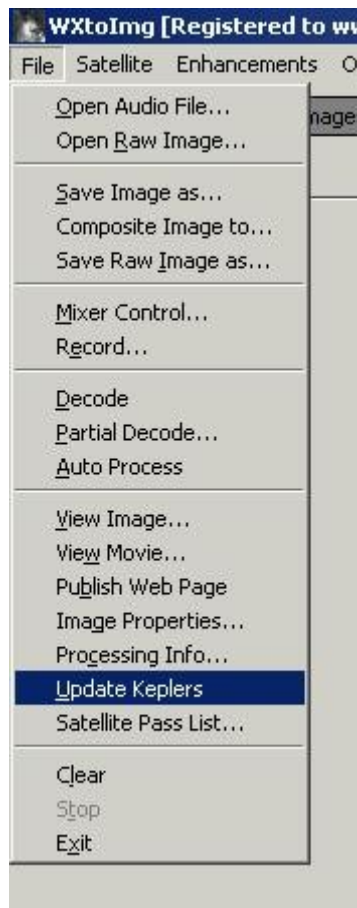 WXtoImg [Registered to
File Satellite Enhancements
Open Audio File...
Open Raw Image...
Save Image as...
Composite Image to...
Save Raw Image as...
Mixer Control...
Record...
Decode
Partial Decode...
Auto Process
View Image...
View Movie...
Publish Web Page
Image Properties...
Processing Info...
Update Keplers
Satellite Pass List...
Clear
Stop
Exit